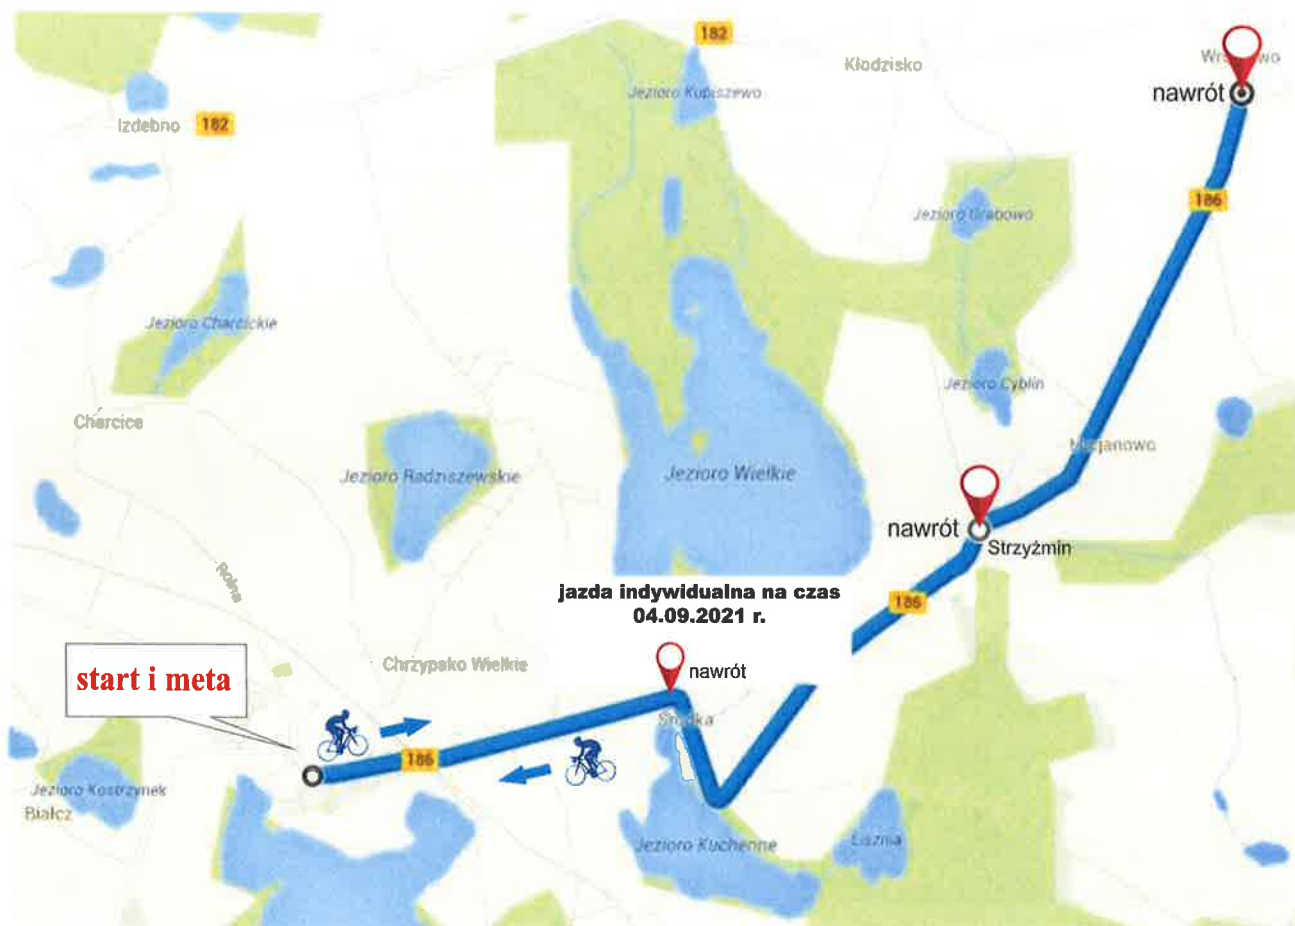 182
Kłodzisko
nawrót
Jezioro Kupiszewo
Izdebno
182
186
Jezioro Grabowo
Jezioro Charcickie
Jezioro Cyblin
Charcice
Jezioro Radziszewskie
Jezioro Wielkie
nawrót
Strzyżmin
Rolna
jazda indywidualna na czas
04.09.2021 r.
186
Chrzypsko Wielkie
nawrót
start i meta
186
Jezioro Kostrzynek
Białcz
Jezioro Kuchenne